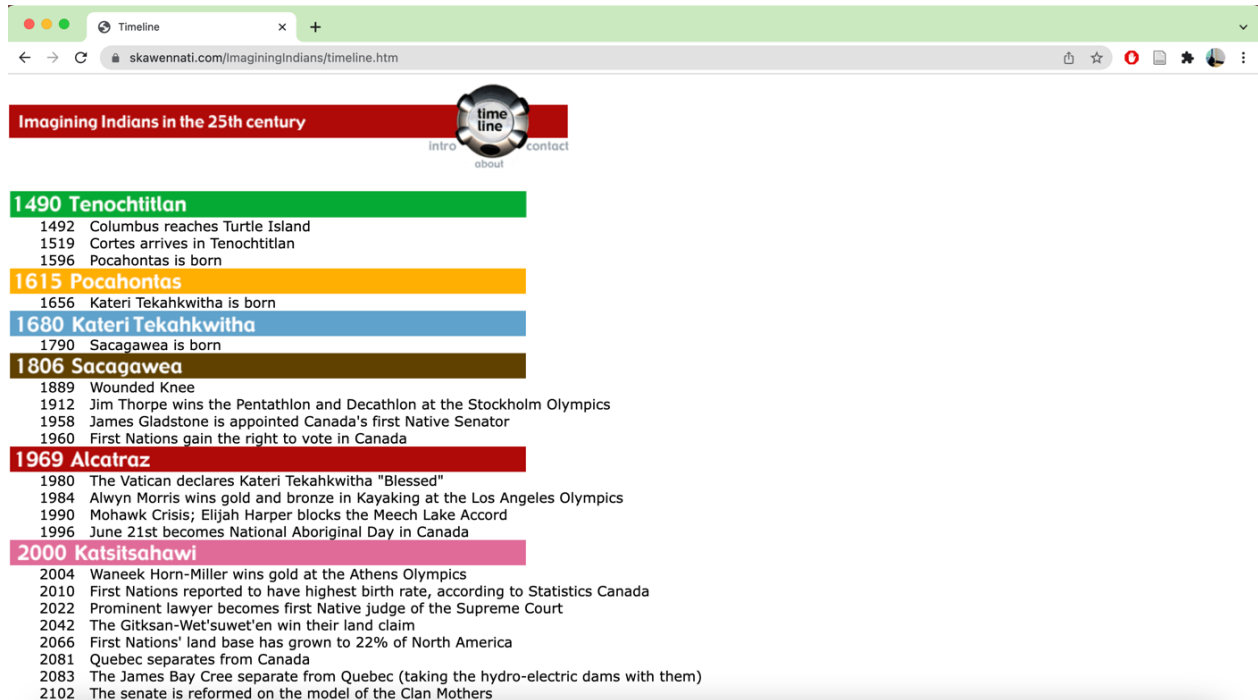 Timeline
skawennati.com/ImaginingIndians/timeline.htm
Imagining Indians in the 25th century
time
line
intro
contact
about
1490 Tenochtitlan
1492 Columbus reaches Turtle Island
1519 Cortes arrives in Tenochtitlan
1596 Pocahontas is born
1615 Pocahontas
1656 Kateri Tekahkwitha is born
1680 Kateri Tekahkwitha
1790 Sacagawea is born
1806 Sacagawea
1889 Wounded Knee
1912 Jim Thorpe wins the Pentathlon and Decathlon at the Stockholm Olympics
1958 James Gladstone is appointed Canada's first Native Senator
1960 First Nations gain the right to vote in Canada
1969 Alcatraz
1980 The Vatican declares Kateri Tekahkwitha "Blessed"
1984 Alwyn Morris wins gold and bronze in Kayaking at the Los Angeles Olympics
1990 Mohawk Crisis; Elijah Harper blocks the Meech Lake Accord
1996 June 21st becomes National Aboriginal Day in Canada
2000 Katsitsahawi
2004 Waneek Horn-Miller wins gold at the Athens Olympics
2010 First Nations reported to have highest birth rate, according to Statistics Canada
2022 Prominent lawyer becomes first Native judge of the Supreme Court
2042 The Gitksan-Wet'suwet'en win their land claim
2066 First Nations' land base has grown to 22% of North America
2081 Quebec separates from Canada
2083 The James Bay Cree separate from Quebec (taking the hydro-electric dams with them)
2102 The senate is reformed on the model of the Clan Mothers